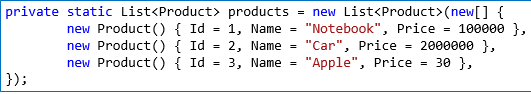 private static List<Product> products = new List<Product>(new[] {
new Product() { Id = 1, Name = "Notebook", Price = 100000 },
new Product() { Id = 2, Name = "Car", Price = 2000000 },
new Product() { Id = 3, Name = "Apple", Price = 30 },
});